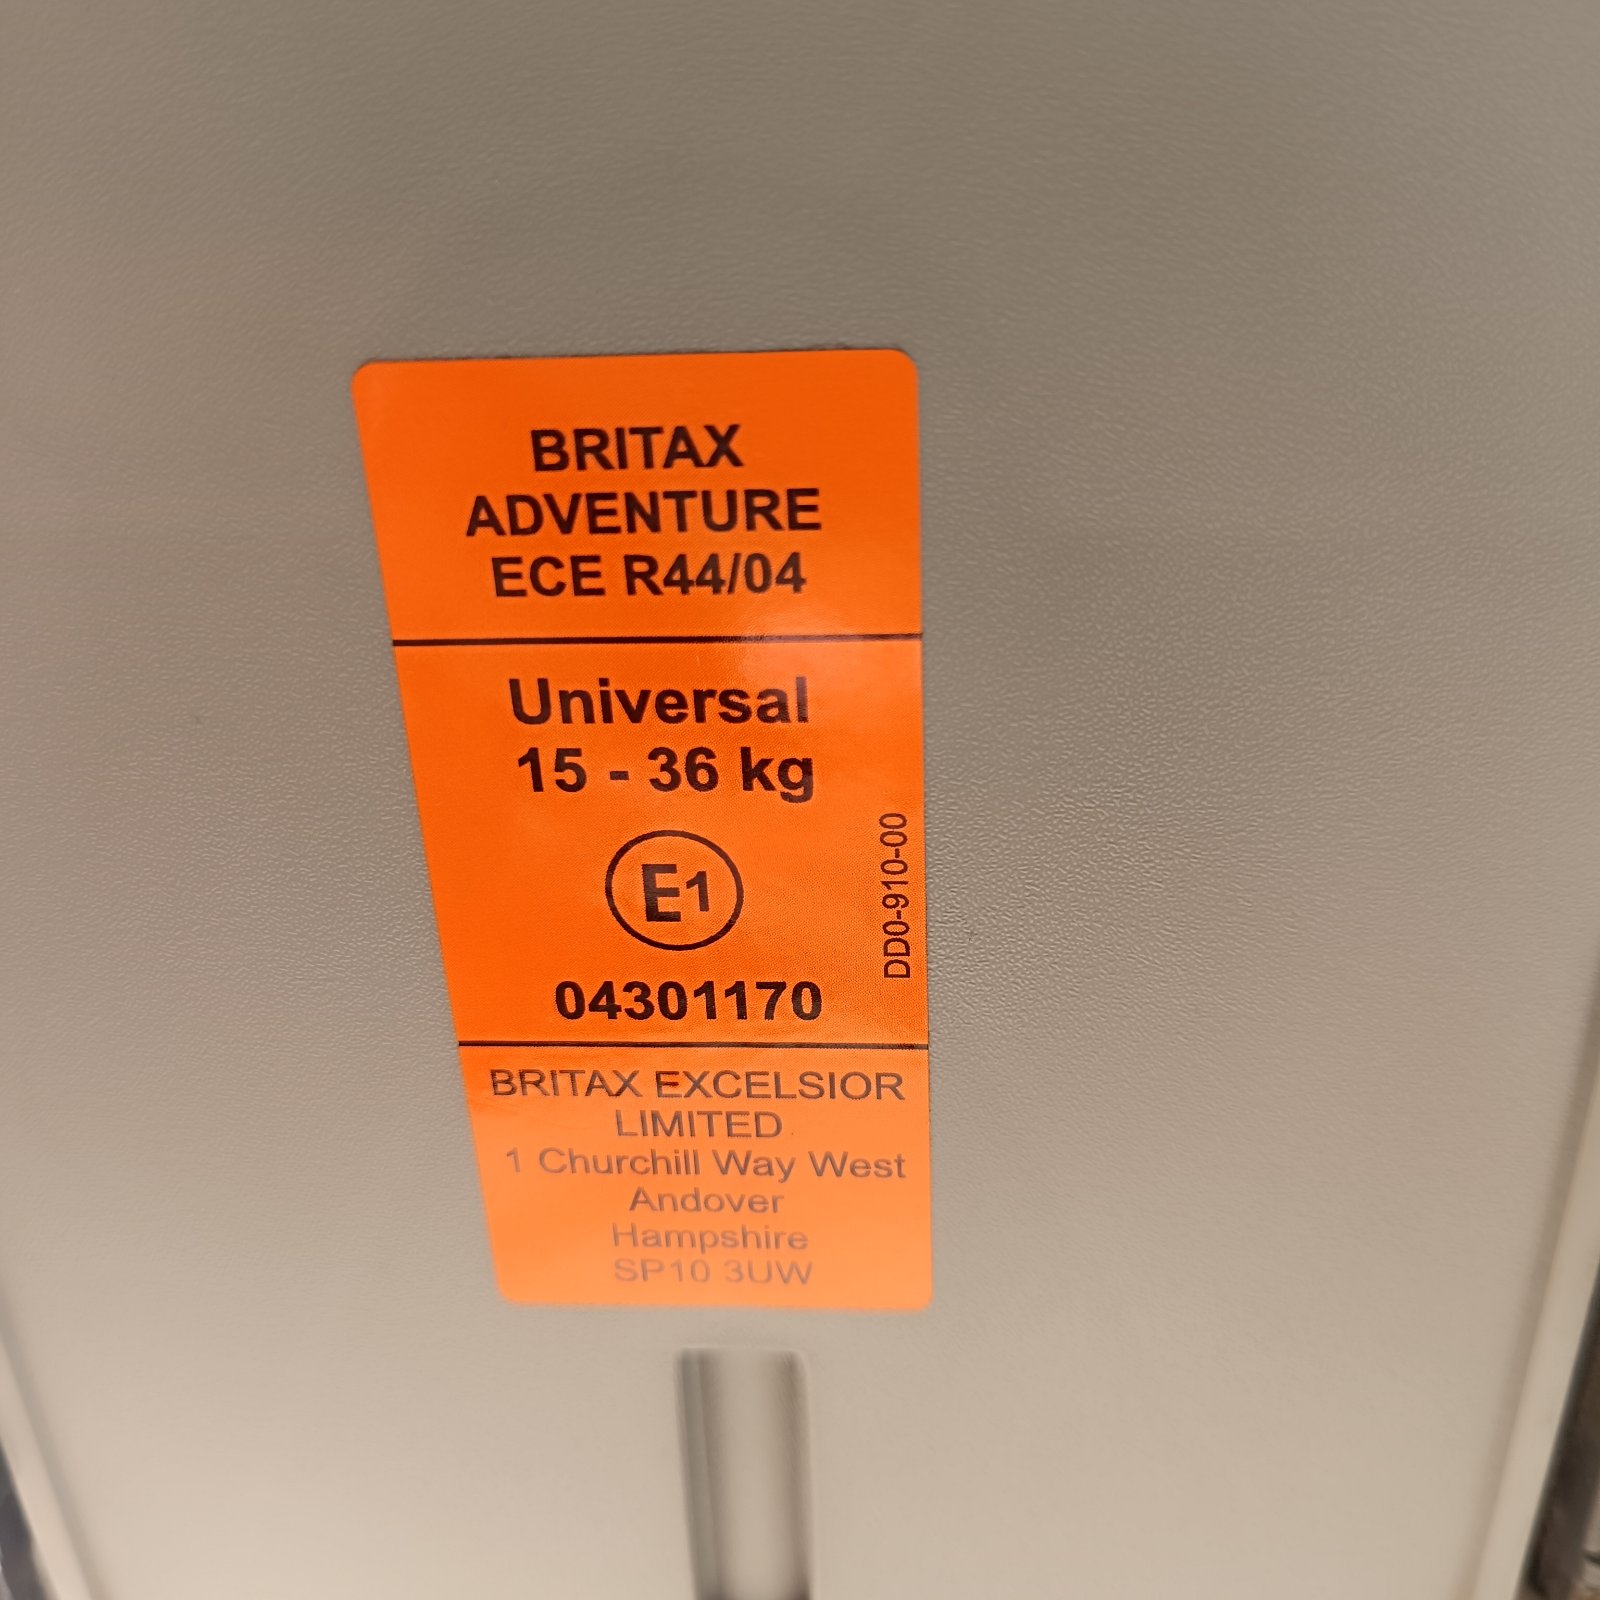 BRITAX
ADVENTURE
ECE R44/04
Universal
15 - 36 kg
E1
DD0-910-00
04301170
BRITAX EXCELSIOR
LIMITED
1 Churchill Way West
Andover
Hampshire
SP10 3UW